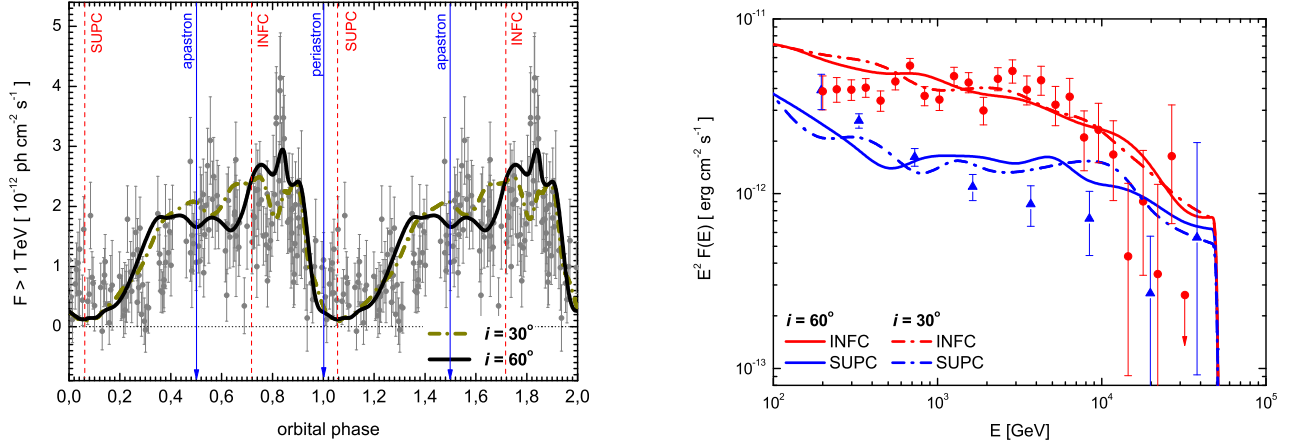 SUPC
apastron
INFC
periastron
SUPC
apastron
INFC
5
4
3
2
1
0
F > 1 TeV [ 10⁻¹² ph cm⁻² s⁻¹ ]
i = 30°
i = 60°
0,0 0,2 0,4 0,6 0,8 1,0 1,2 1,4 1,6 1,8 2,0
orbital phase
10⁻¹¹
10⁻¹²
10⁻¹³
E² F(E) [ erg cm⁻² s⁻¹ ]
i = 60° i = 30°
INFC INFC
SUPC SUPC
10² 10³ 10⁴ 10⁵
E [GeV]